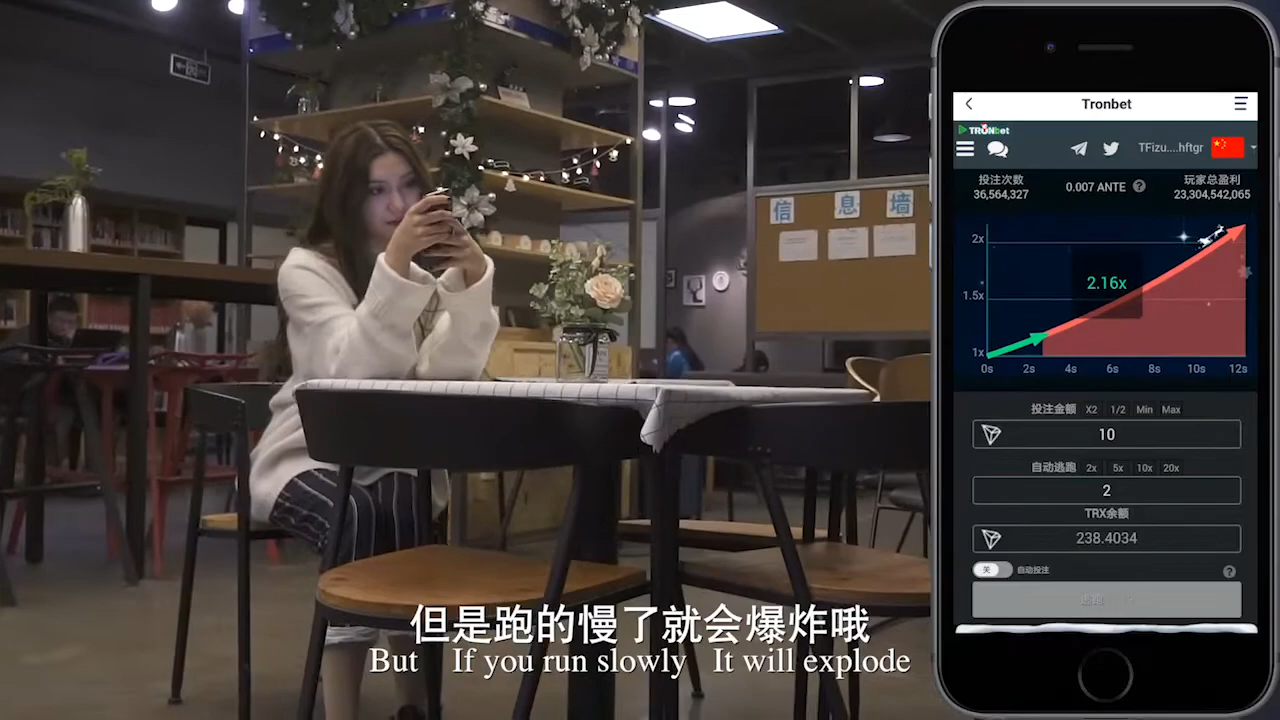 信
息
墙
但是跑的慢了就会爆炸哦
But If you run slowly It will explode
Tronbet
TRONbet
TFizu....hftgr
投注次数
36,564,327
0.007 ANTE ?
玩家总盈利
23,304,542,065
2x
1.5x
1x
2.16x
0s 2s 4s 6s 8s 10s 12s
投注金额 X2 1/2 Min Max
10
自动逃跑 2x 5x 10x 20x
2
TRX余额
238.4034
关 自动投注 ?